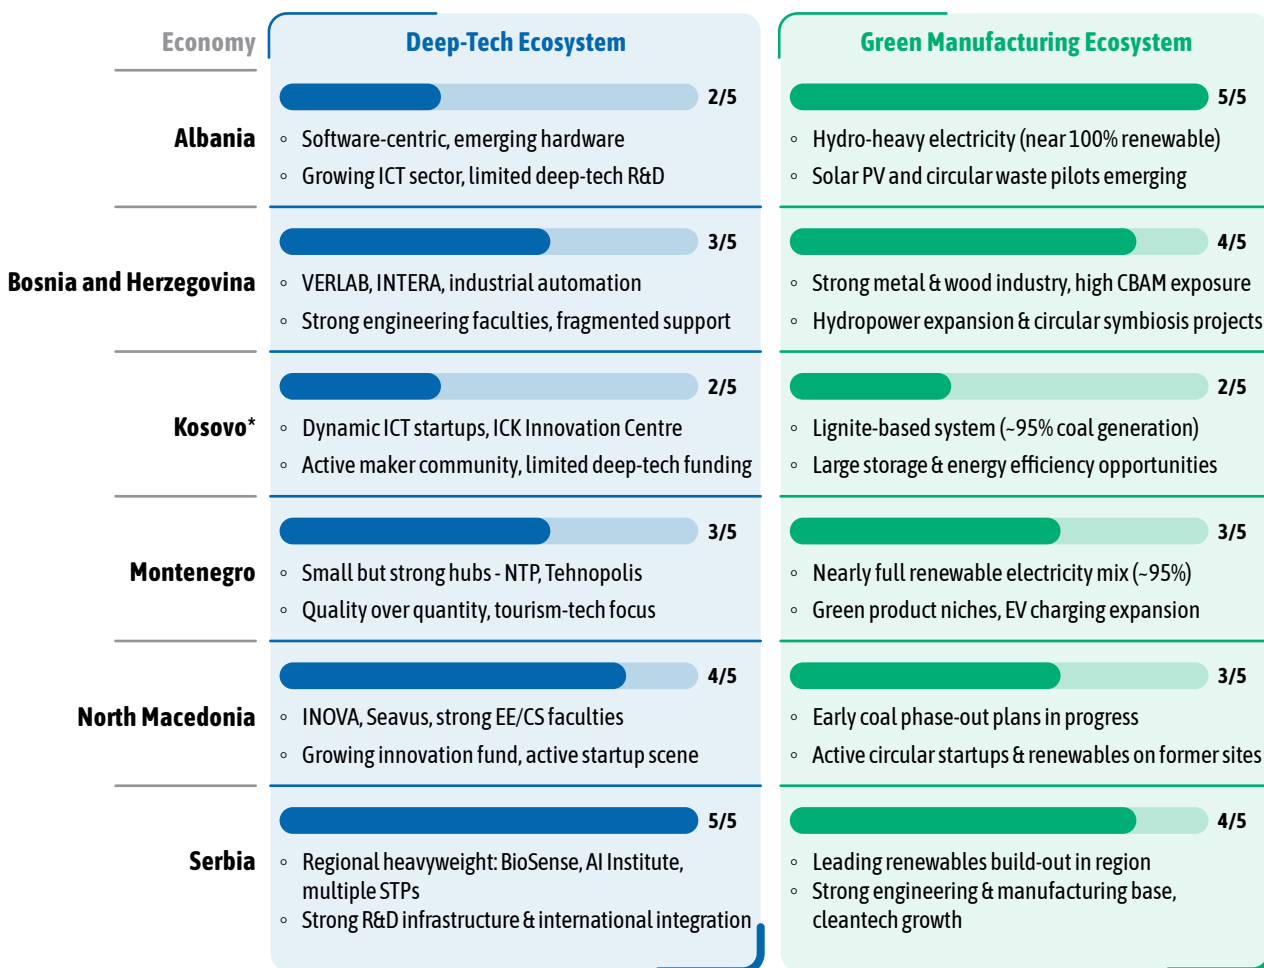 Economy
Deep-Tech Ecosystem
Green Manufacturing Ecosystem
Albania
2/5
◦ Software-centric, emerging hardware
◦ Growing ICT sector, limited deep-tech R&D
5/5
◦ Hydro-heavy electricity (near 100% renewable)
◦ Solar PV and circular waste pilots emerging
Bosnia and Herzegovina
3/5
◦ VERLAB, INTERA, industrial automation
◦ Strong engineering faculties, fragmented support
4/5
◦ Strong metal & wood industry, high CBAM exposure
◦ Hydropower expansion & circular symbiosis projects
Kosovo*
2/5
◦ Dynamic ICT startups, ICK Innovation Centre
◦ Active maker community, limited deep-tech funding
2/5
◦ Lignite-based system (~95% coal generation)
◦ Large storage & energy efficiency opportunities
Montenegro
3/5
◦ Small but strong hubs - NTP, Tehnopolis
◦ Quality over quantity, tourism-tech focus
3/5
◦ Nearly full renewable electricity mix (~95%)
◦ Green product niches, EV charging expansion
North Macedonia
4/5
◦ INOVA, Seavus, strong EE/CS faculties
◦ Growing innovation fund, active startup scene
3/5
◦ Early coal phase-out plans in progress
◦ Active circular startups & renewables on former sites
Serbia
5/5
◦ Regional heavyweight: BioSense, AI Institute,
multiple STPs
◦ Strong R&D infrastructure & international integration
4/5
◦ Leading renewables build-out in region
◦ Strong engineering & manufacturing base,
cleantech growth